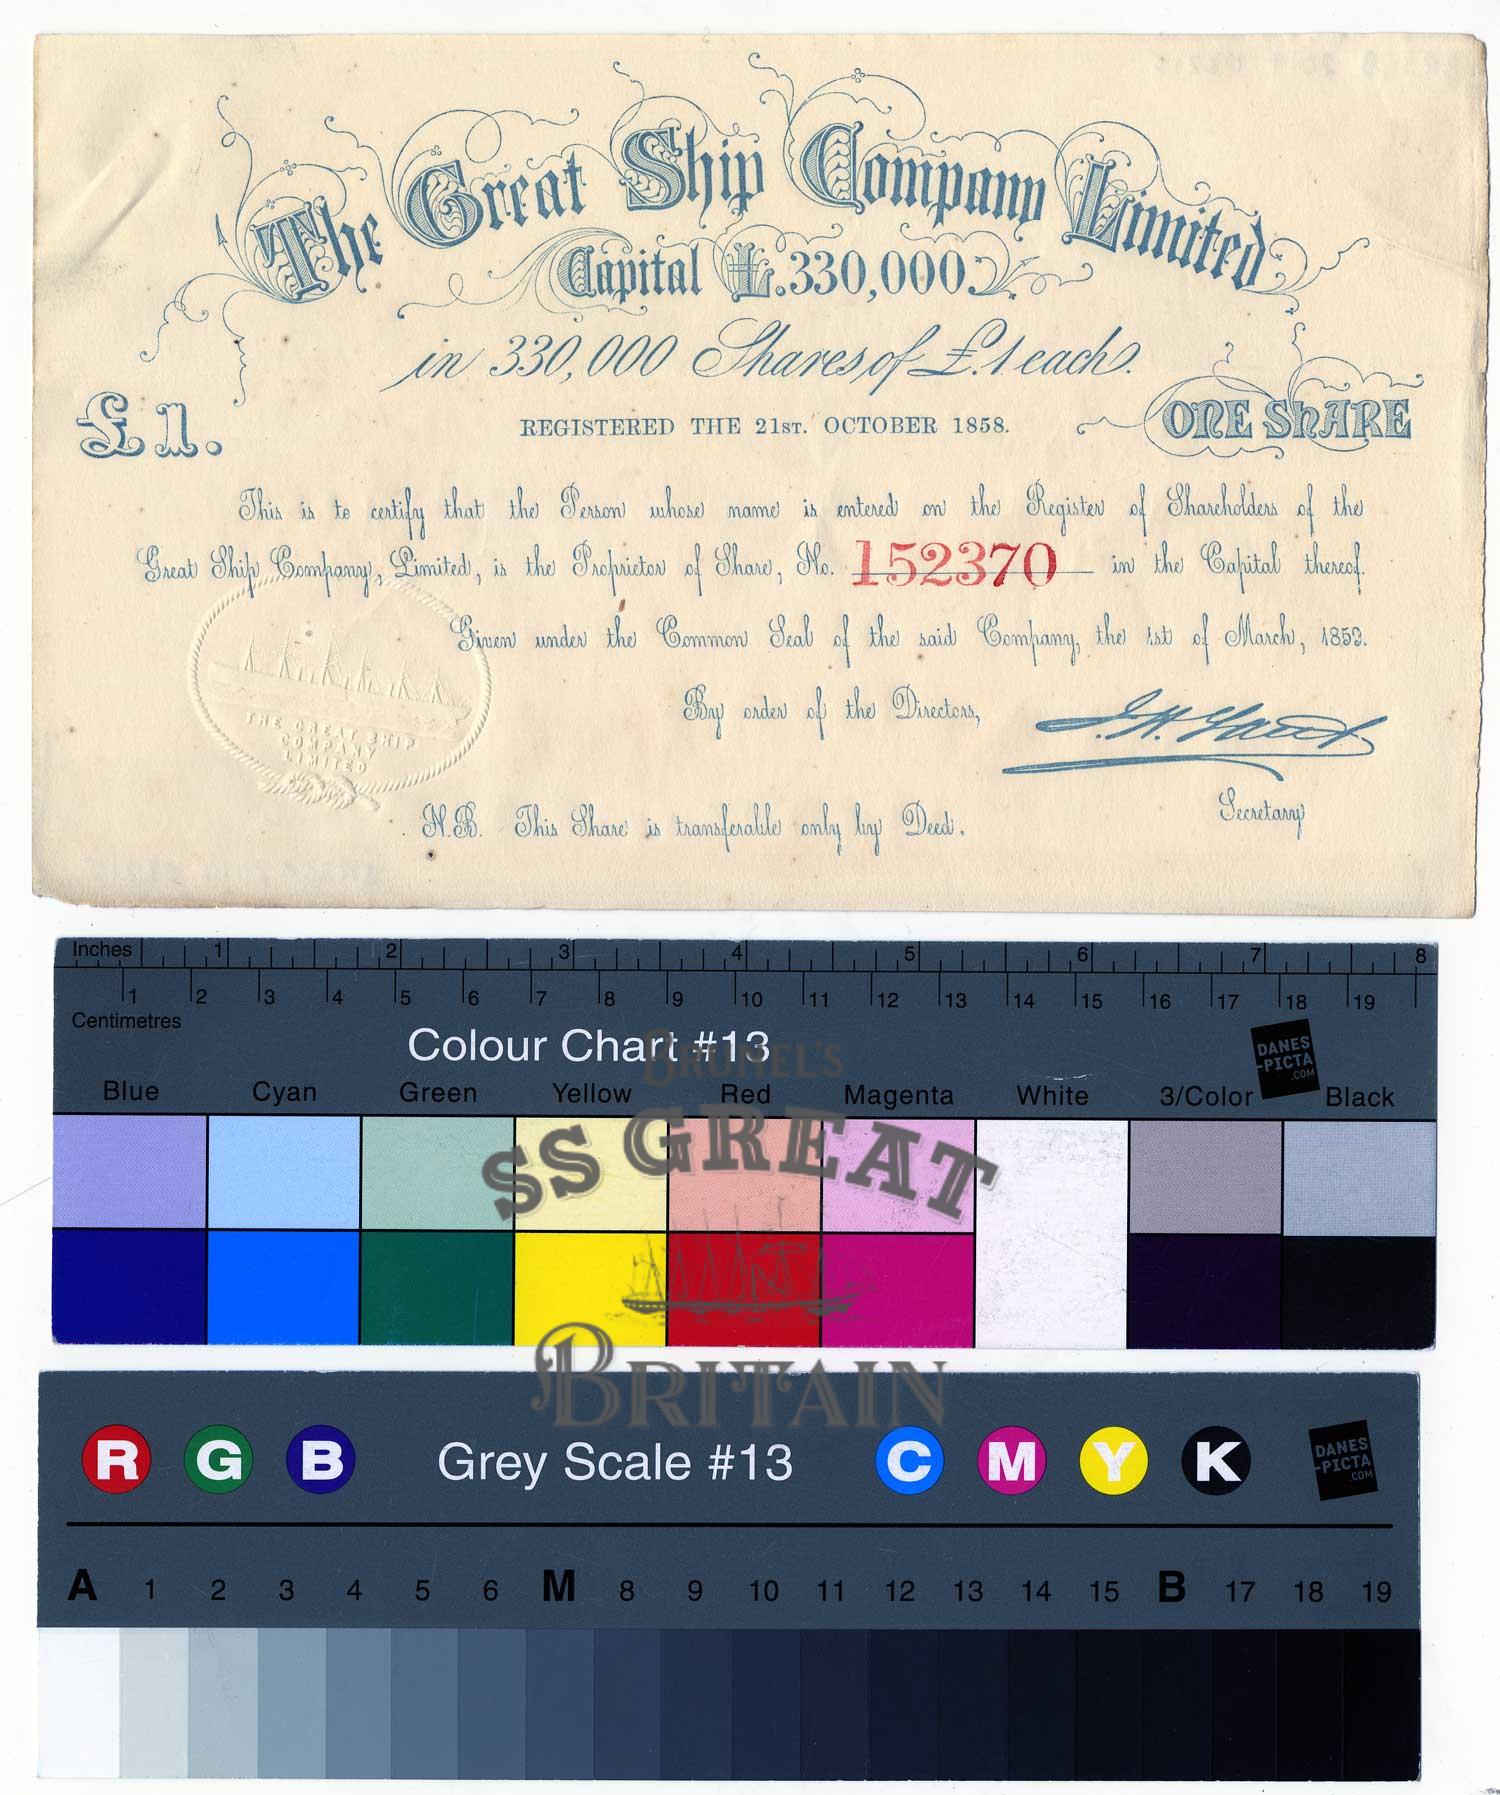 The Great Ship Company Limited
Capital £.330,000.
in 330,000 Shares of £.1 each.
£1.
REGISTERED THE 21ST. OCTOBER 1858.
ONE SHARE
This is to certify that the Person whose name is entered on the Register of Shareholders of the
Great Ship Company, Limited, is the Proprietor of Share, No. 152370 in the Capital thereof.
Given under the Common Seal of the said Company, the 1st of March, 1859.
THE GREAT SHIP
COMPANY
LIMITED
By order of the Directors,
Secretary
N.B. This Share is transferable only by Deed.
Inches 1 2 3 4 5 6 7 8
1 2 3 4 5 6 7 8 9 10 11 12 13 14 15 16 17 18 19
Centimetres
Colour Chart #13
DANES
-PICTA
.COM
BRUNEL'S
Blue Cyan Green Yellow Red Magenta White 3/Color Black
SS GREAT
BRITAIN
R G B Grey Scale #13 C M Y K
DANES
-PICTA
.COM
A 1 2 3 4 5 6 M 8 9 10 11 12 13 14 15 B 17 18 19